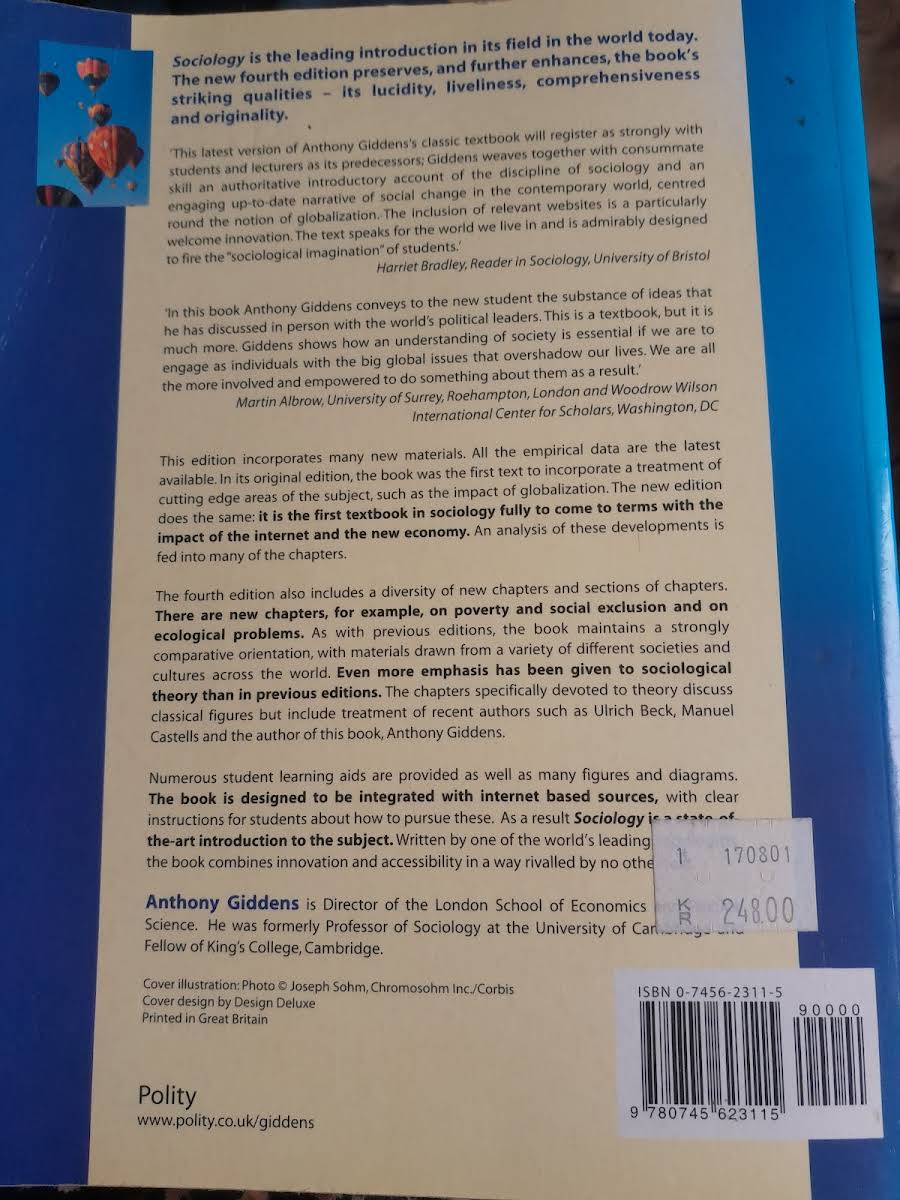 Sociology is the leading introduction in its field in the world today.
The new fourth edition preserves, and further enhances, the book's
striking qualities – its lucidity, liveliness, comprehensiveness
and originality.
'This latest version of Anthony Giddens's classic textbook will register as strongly with
students and lecturers as its predecessors; Giddens weaves together with consummate
skill an authoritative introductory account of the discipline of sociology and an
engaging up-to-date narrative of social change in the contemporary world, centred
round the notion of globalization. The inclusion of relevant websites is a particularly
welcome innovation. The text speaks for the world we live in and is admirably designed
to fire the "sociological imagination" of students.'
Harriet Bradley, Reader in Sociology, University of Bristol
'In this book Anthony Giddens conveys to the new student the substance of ideas that
he has discussed in person with the world's political leaders. This is a textbook, but it is
much more. Giddens shows how an understanding of society is essential if we are to
engage as individuals with the big global issues that overshadow our lives. We are all
the more involved and empowered to do something about them as a result.'
Martin Albrow, University of Surrey, Roehampton, London and Woodrow Wilson
International Center for Scholars, Washington, DC
This edition incorporates many new materials. All the empirical data are the latest
available. In its original edition, the book was the first text to incorporate a treatment of
cutting edge areas of the subject, such as the impact of globalization. The new edition
does the same: it is the first textbook in sociology fully to come to terms with the
impact of the internet and the new economy. An analysis of these developments is
fed into many of the chapters.
The fourth edition also includes a diversity of new chapters and sections of chapters.
There are new chapters, for example, on poverty and social exclusion and on
ecological problems. As with previous editions, the book maintains a strongly
comparative orientation, with materials drawn from a variety of different societies and
cultures across the world. Even more emphasis has been given to sociological
theory than in previous editions. The chapters specifically devoted to theory discuss
classical figures but include treatment of recent authors such as Ulrich Beck, Manuel
Castells and the author of this book, Anthony Giddens.
Numerous student learning aids are provided as well as many figures and diagrams.
The book is designed to be integrated with internet based sources, with clear
instructions for students about how to pursue these. As a result Sociology is a state-of-
the-art introduction to the subject. Written by one of the world's leading
the book combines innovation and accessibility in a way rivalled by no othe
1 170801
KR 248.00
Anthony Giddens is Director of the London School of Economics
Science. He was formerly Professor of Sociology at the University of Cambridge and
Fellow of King's College, Cambridge.
Cover illustration: Photo © Joseph Sohm, Chromosohm Inc./Corbis
Cover design by Design Deluxe
Printed in Great Britain
ISBN 0-7456-2311-5
90000
9 780745 623115
Polity
www.polity.co.uk/giddens